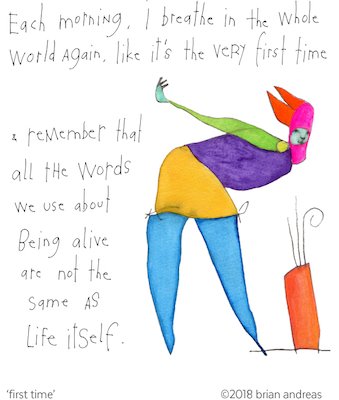 Each morning, I breathe in the whole
World Again, like it's the very first time
& remember that
all the words
we use about
Being alive
are not the
same as
Life itself.
'first time'
©2018 brian andreas